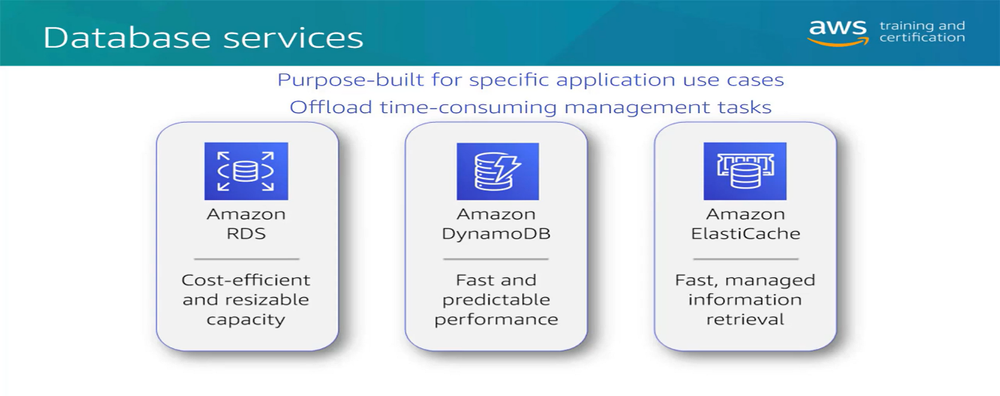 Database services
aws
training and
certification
Purpose-built for specific application use cases
Offload time-consuming management tasks
Amazon
RDS
Cost-efficient
and resizable
capacity
Amazon
DynamoDB
Fast and
predictable
performance
Amazon
ElastiCache
Fast, managed
information
retrieval